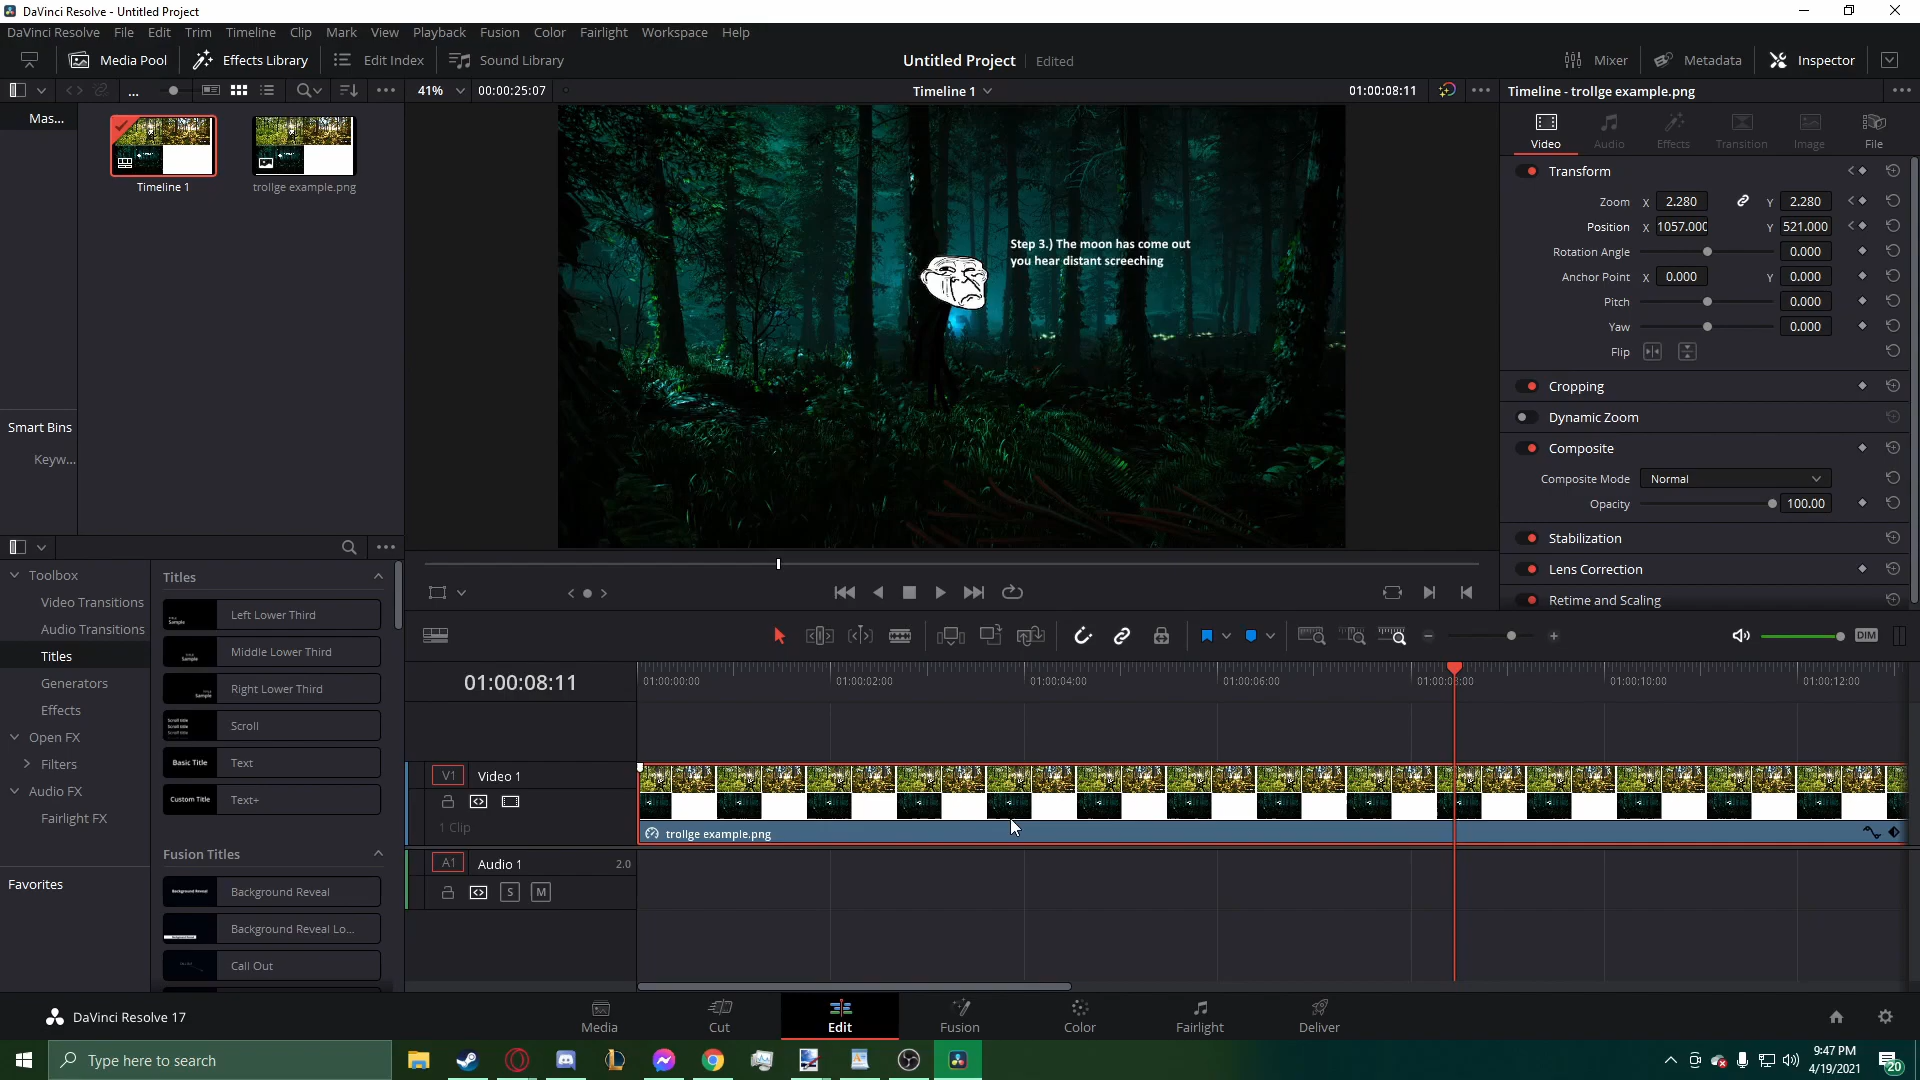 DaVinci Resolve - Untitled Project
DaVinci Resolve File Edit Trim Timeline Clip Mark View Playback Fusion Color Fairlight Workspace Help
Media Pool Effects Library Edit Index Sound Library Untitled Project Edited Mixer Metadata Inspector
41% 00:00:25:07 Timeline 1 01:00:08:11 Timeline - trollge example.png
Mas...
Timeline 1 trollge example.png
Smart Bins
Keyw...
Step 3.) The moon has come out
you hear distant screeching
Video Audio Effects Transition Image File
Transform
Zoom X 2.280 Y 2.280
Position X 1057.000 Y 521.000
Rotation Angle 0.000
Anchor Point X 0.000 Y 0.000
Pitch 0.000
Yaw 0.000
Flip
Cropping
Dynamic Zoom
Composite
Composite Mode Normal
Opacity 100.00
Stabilization
Lens Correction
Retime and Scaling
Toolbox
Video Transitions
Audio Transitions
Titles
Generators
Effects
Open FX
Filters
Audio FX
Fairlight FX
Favorites
Titles
Left Lower Third
Middle Lower Third
Right Lower Third
Scroll
Basic Title Text
Custom Title Text+
Fusion Titles
Background Reveal Background Reveal
Background Reveal Lo...
Call Out
DIM
01:00:08:11
01:00:00:00 01:00:02:00 01:00:04:00 01:00:06:00 01:00:08:00 01:00:10:00 01:00:12:00
V1 Video 1
1 Clip
trollge example.png
A1 Audio 1 2.0
S M
DaVinci Resolve 17
Media Cut Edit Fusion Color Fairlight Deliver
Type here to search
9:47 PM
4/19/2021
20